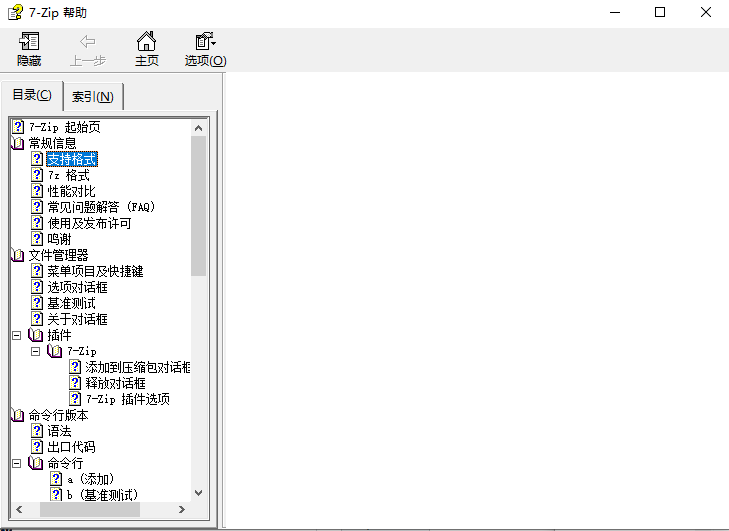 7-Zip 帮助
隐藏 上一步 主页 选项(O)
目录(C) 索引(N)
7-Zip 起始页
常规信息
支持格式
7z 格式
性能对比
常见问题解答 (FAQ)
使用及发布许可
鸣谢
文件管理器
菜单项目及快捷键
选项对话框
基准测试
关于对话框
插件
7-Zip
添加到压缩包对话框
释放对话框
7-Zip 插件选项
命令行版本
语法
出口代码
命令行
a (添加)
b (基准测试)